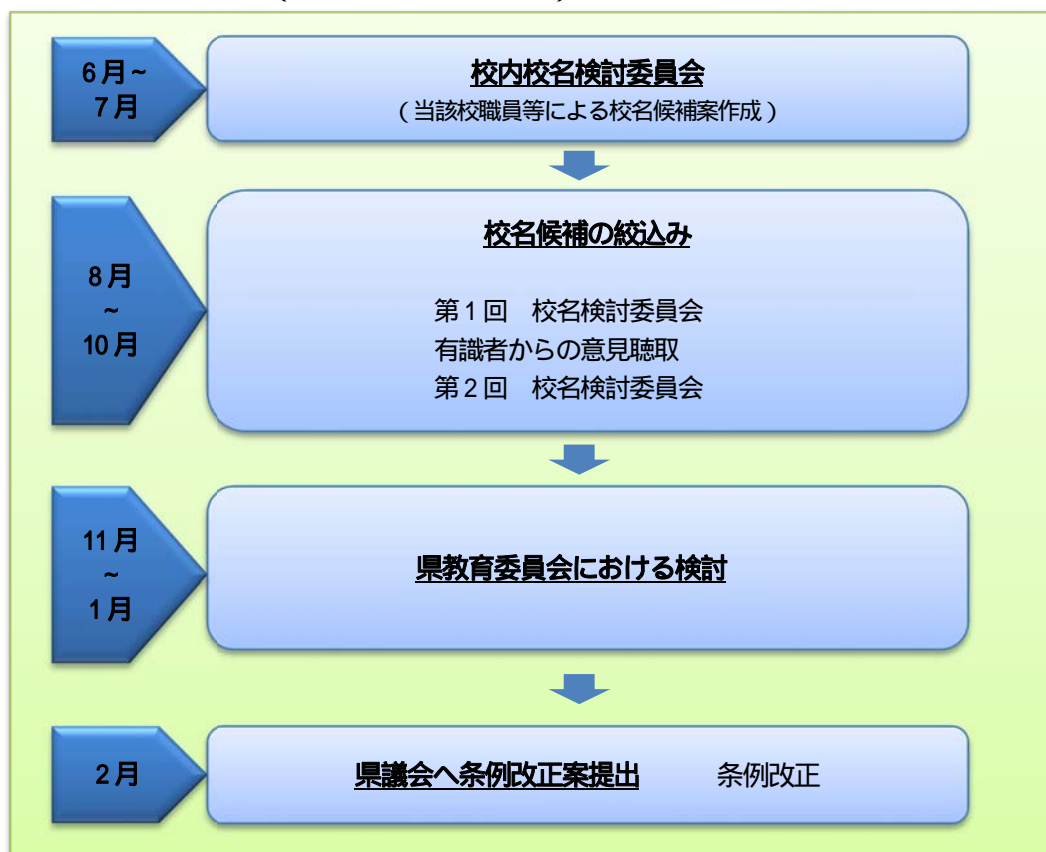 6月~
7月
校内校名検討委員会
(当該校職員等による校名候補案作成)
8月
~
10月
校名候補の絞込み
第1回　校名検討委員会
有識者からの意見聴取
第2回　校名検討委員会
11月
~
1月
県教育委員会における検討
2月
県議会へ条例改正案提出　　条例改正